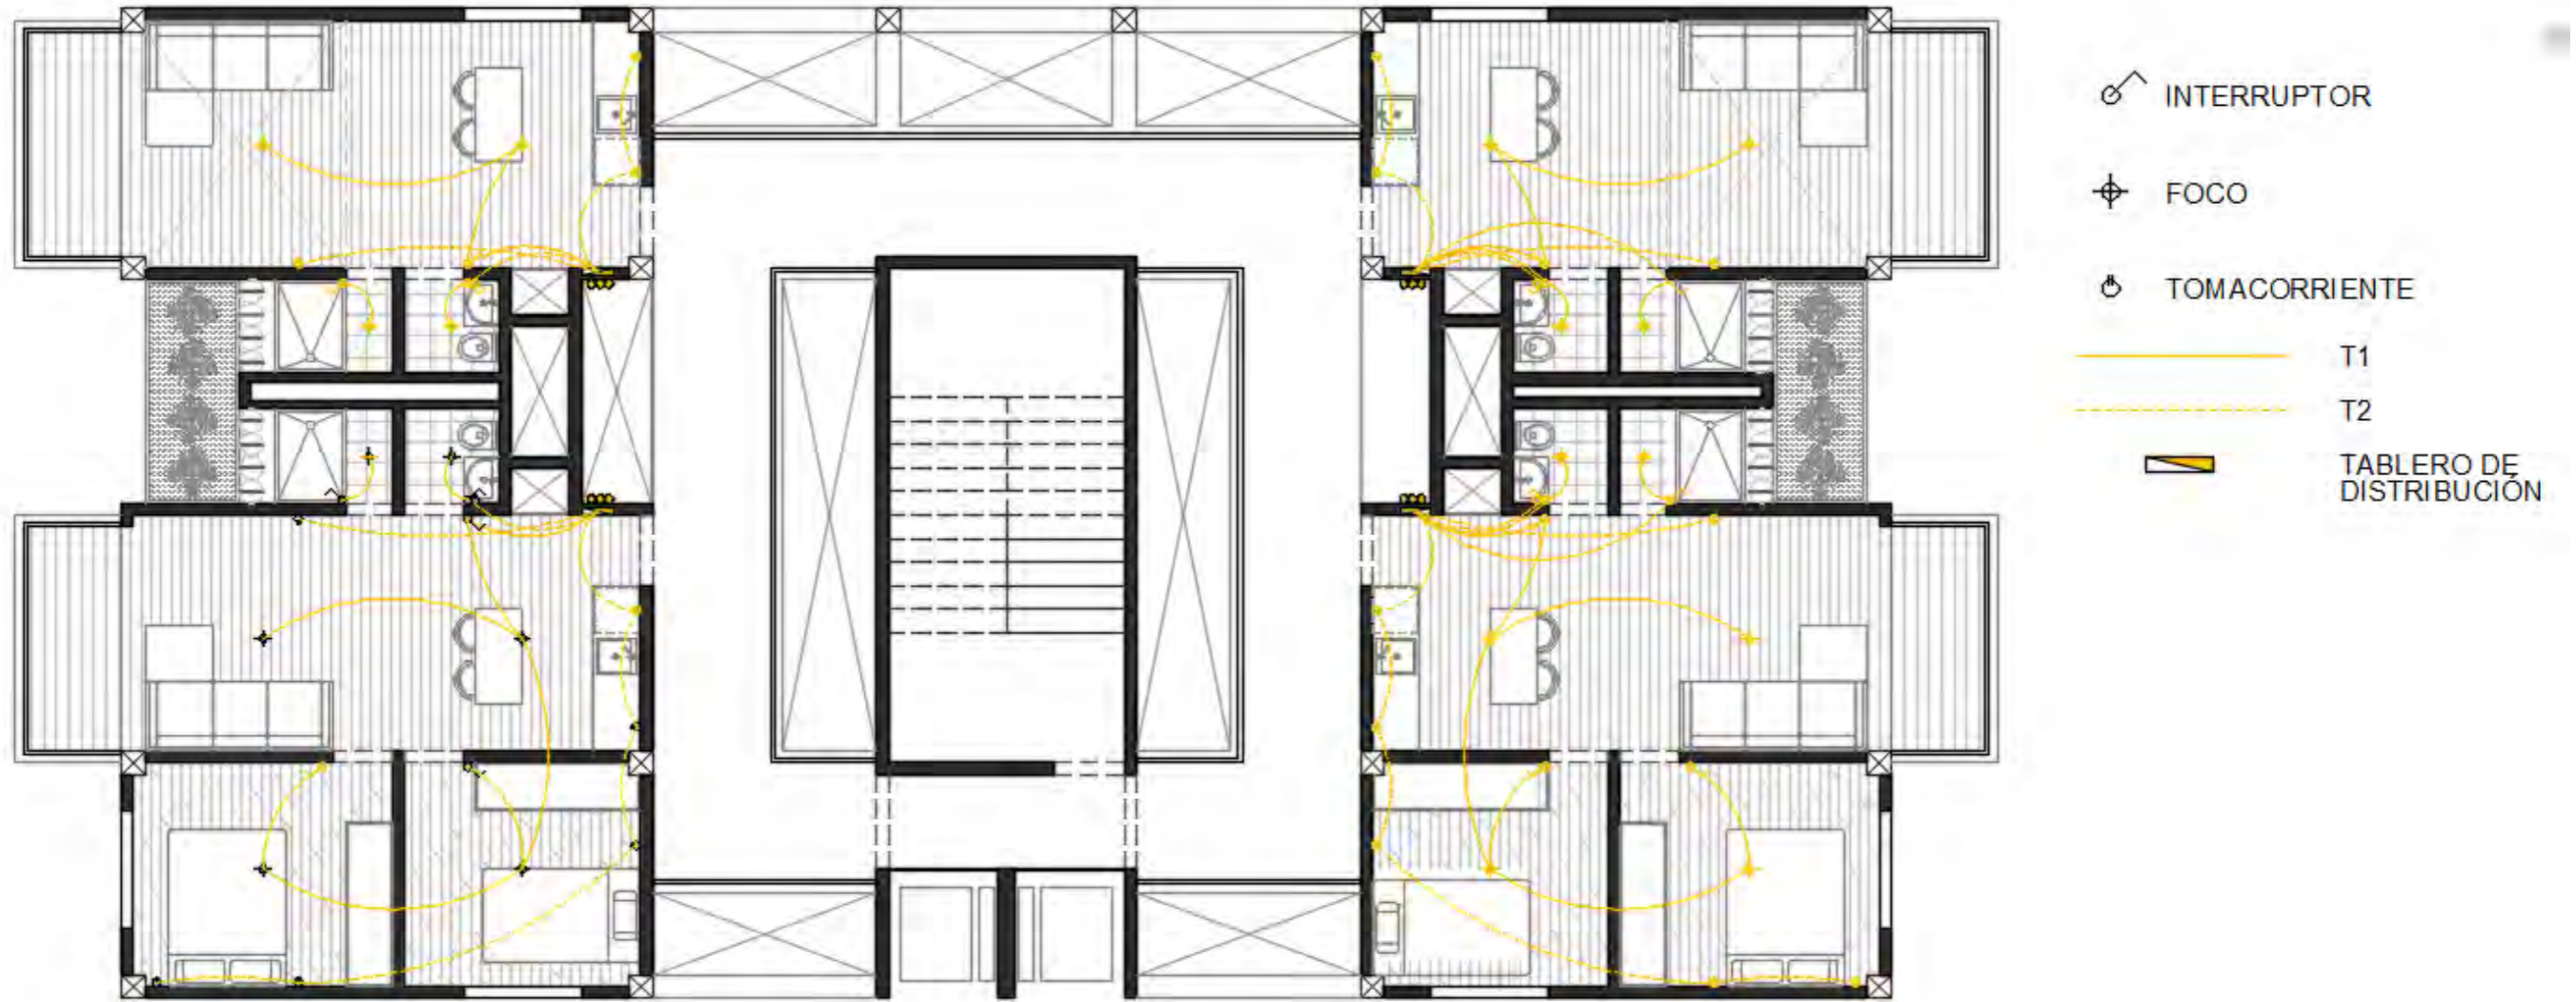 INTERRUPTOR
FOCO
TOMACORRIENTE
T1
T2
TABLERO DE
DISTRIBUCIÓN